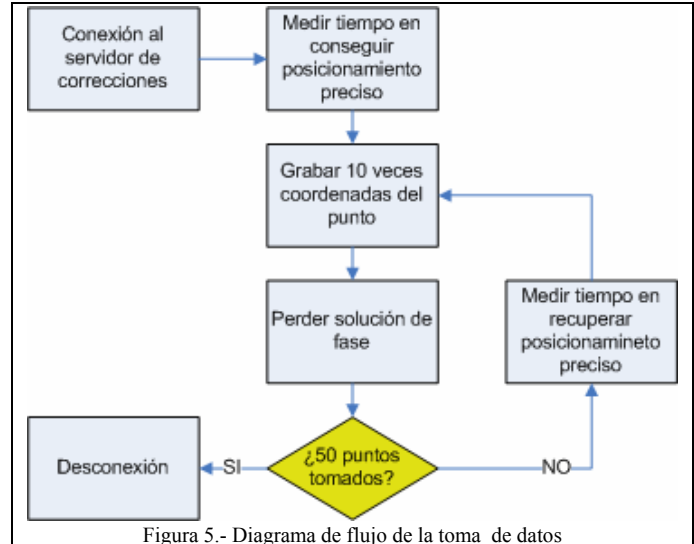 Conexión al
servidor de
correcciones
Medir tiempo en
conseguir
posicionamiento
preciso
Grabar 10 veces
coordenadas del
punto
Perder solución de
fase
Medir tiempo en
recuperar
posicionamineto
preciso
¿50 puntos
tomados?
SI
NO
Desconexión
Figura 5.- Diagrama de flujo de la toma de datos